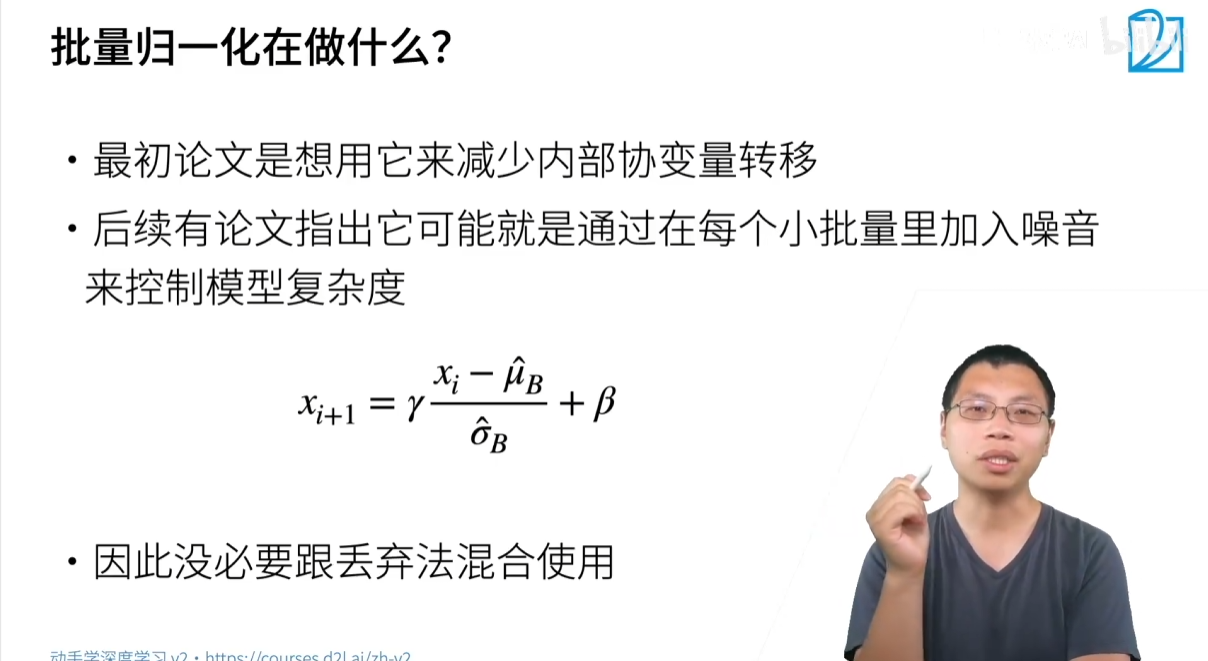 批量归一化在做什么？
• 最初论文是想用它来减少内部协变量转移
• 后续有论文指出它可能就是通过在每个小批量里加入噪音
来控制模型复杂度
x_{i+1} = γ \frac{x_i − \hat{μ}_B}{\hat{σ}_B} + β
• 因此没必要跟丢弃法混合使用
动手学深度学习 v2 • https://courses.d2l.ai/zh-v2